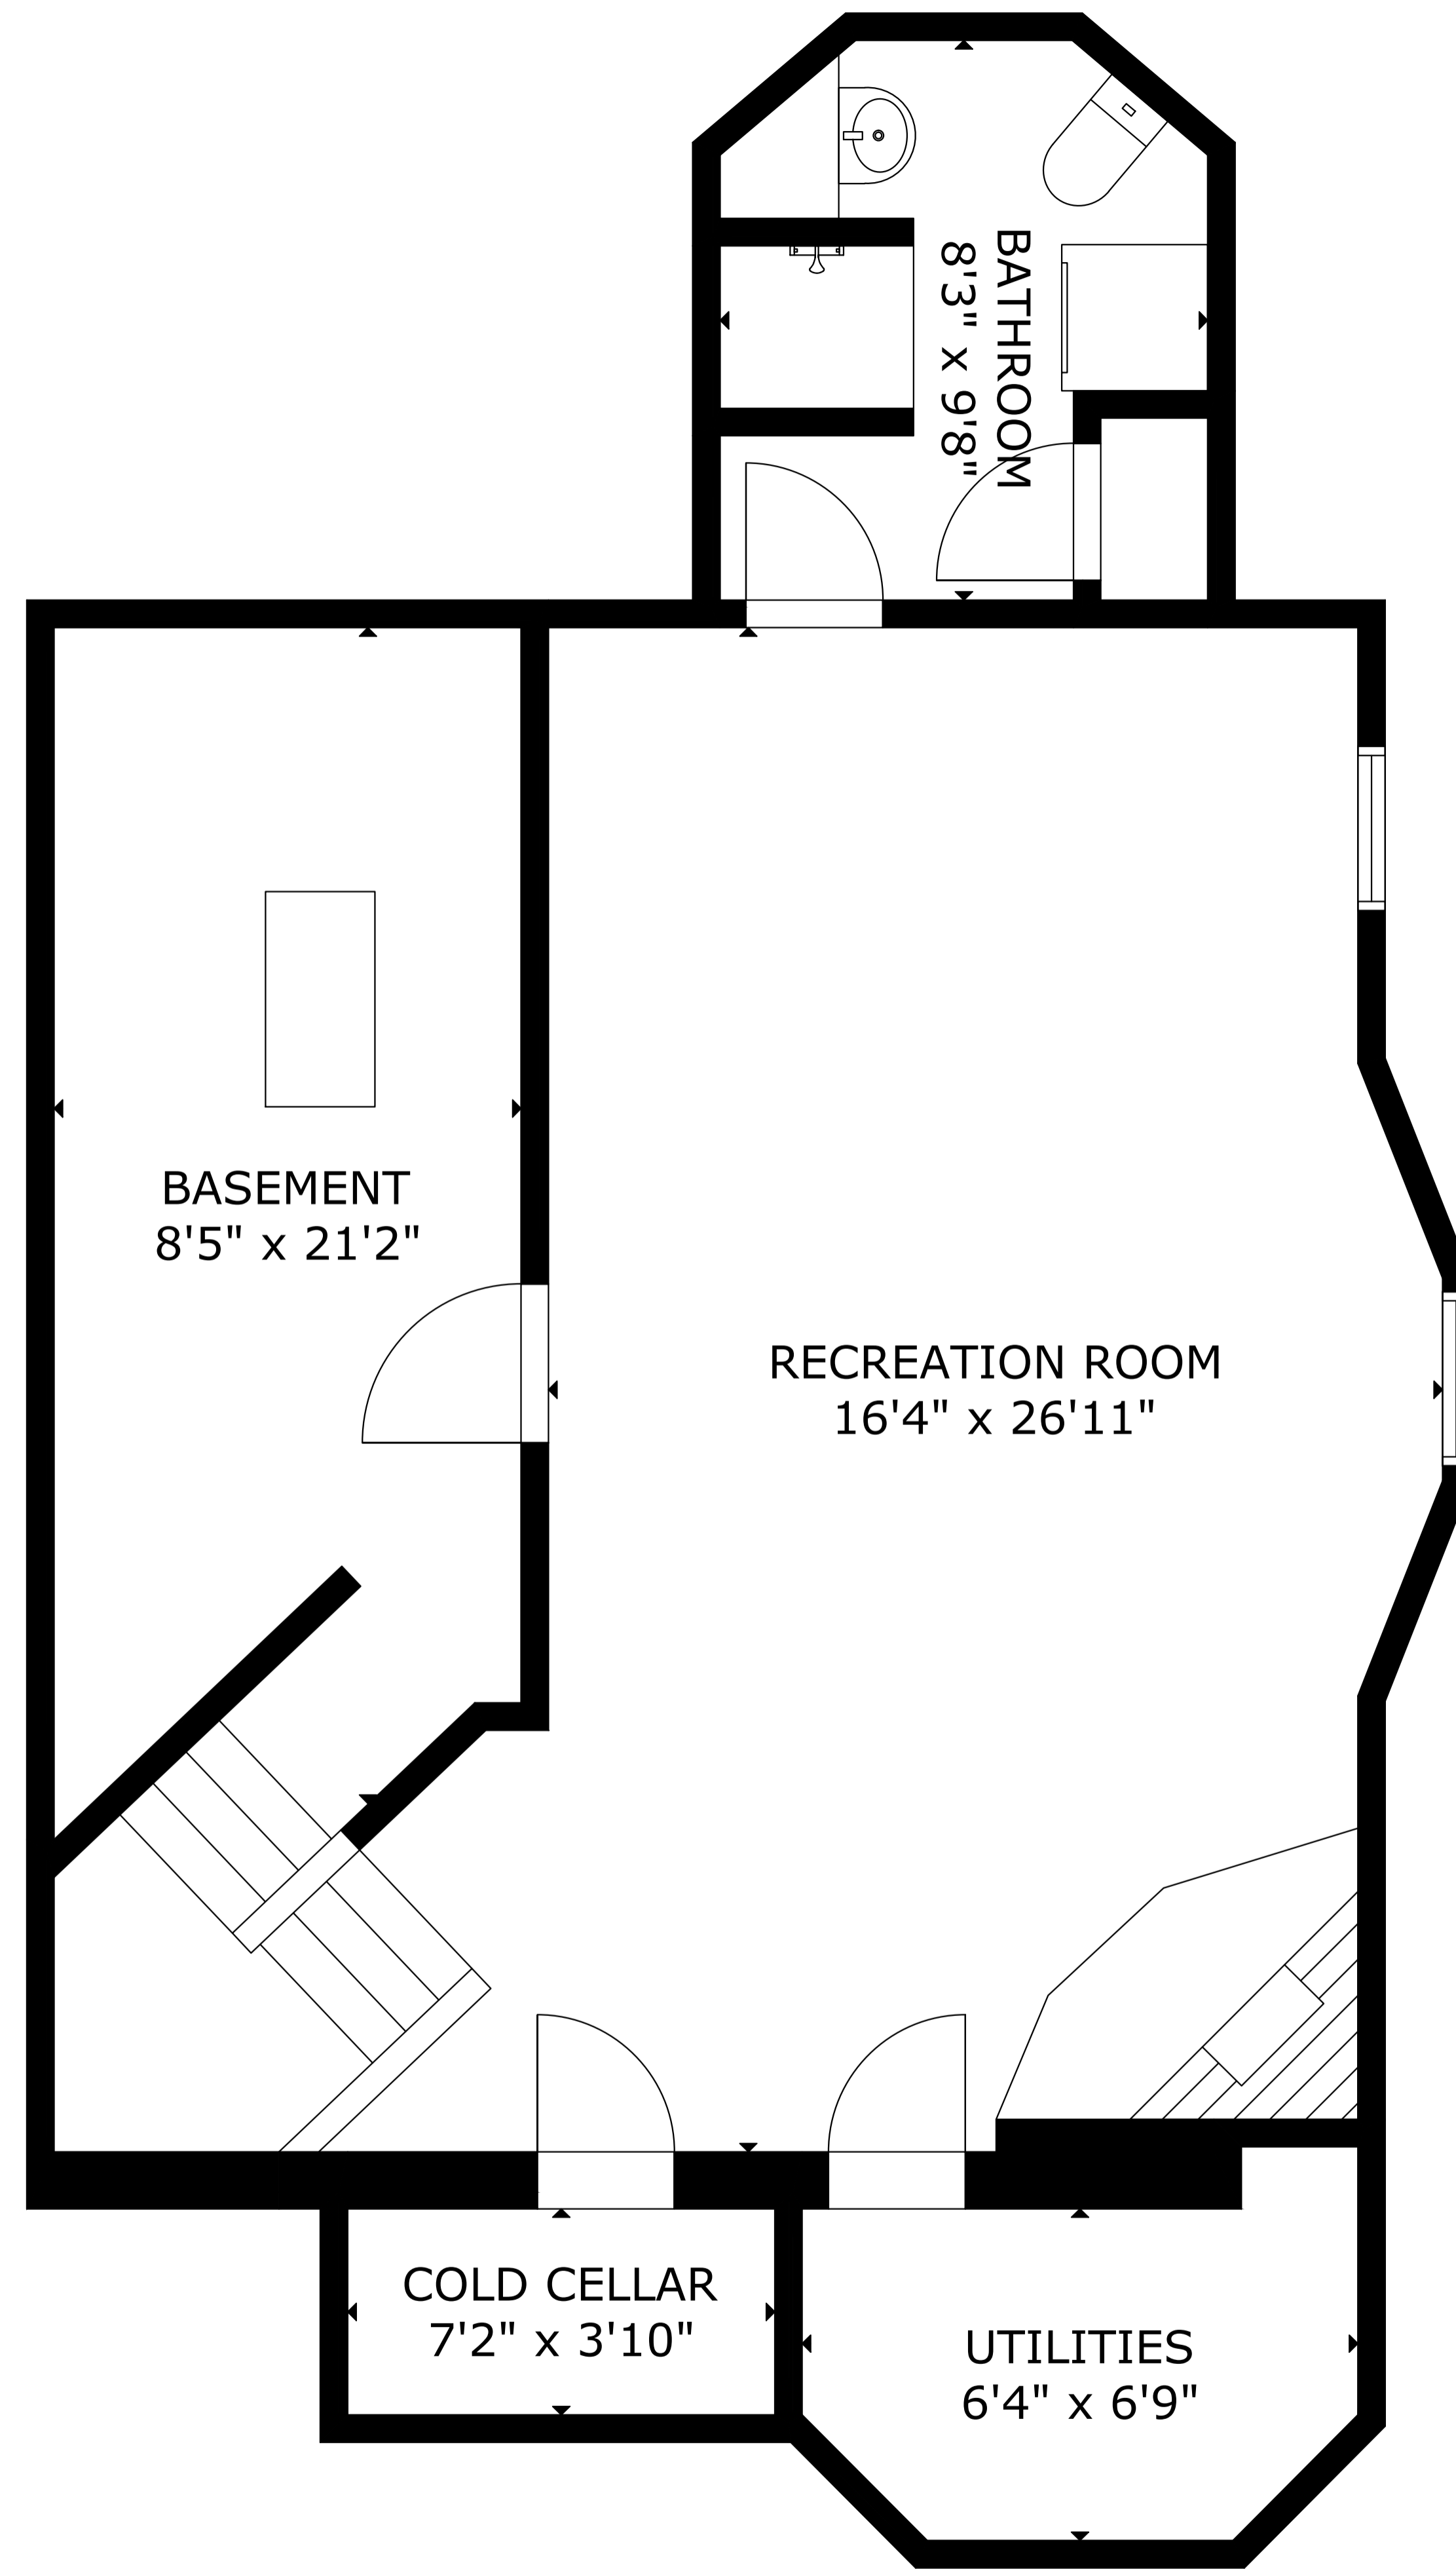 BATHROOM
8'3" x 9'8"
BASEMENT
8'5" x 21'2"
RECREATION ROOM
16'4" x 26'11"
COLD CELLAR
7'2" x 3'10"
UTILITIES
6'4" x 6'9"